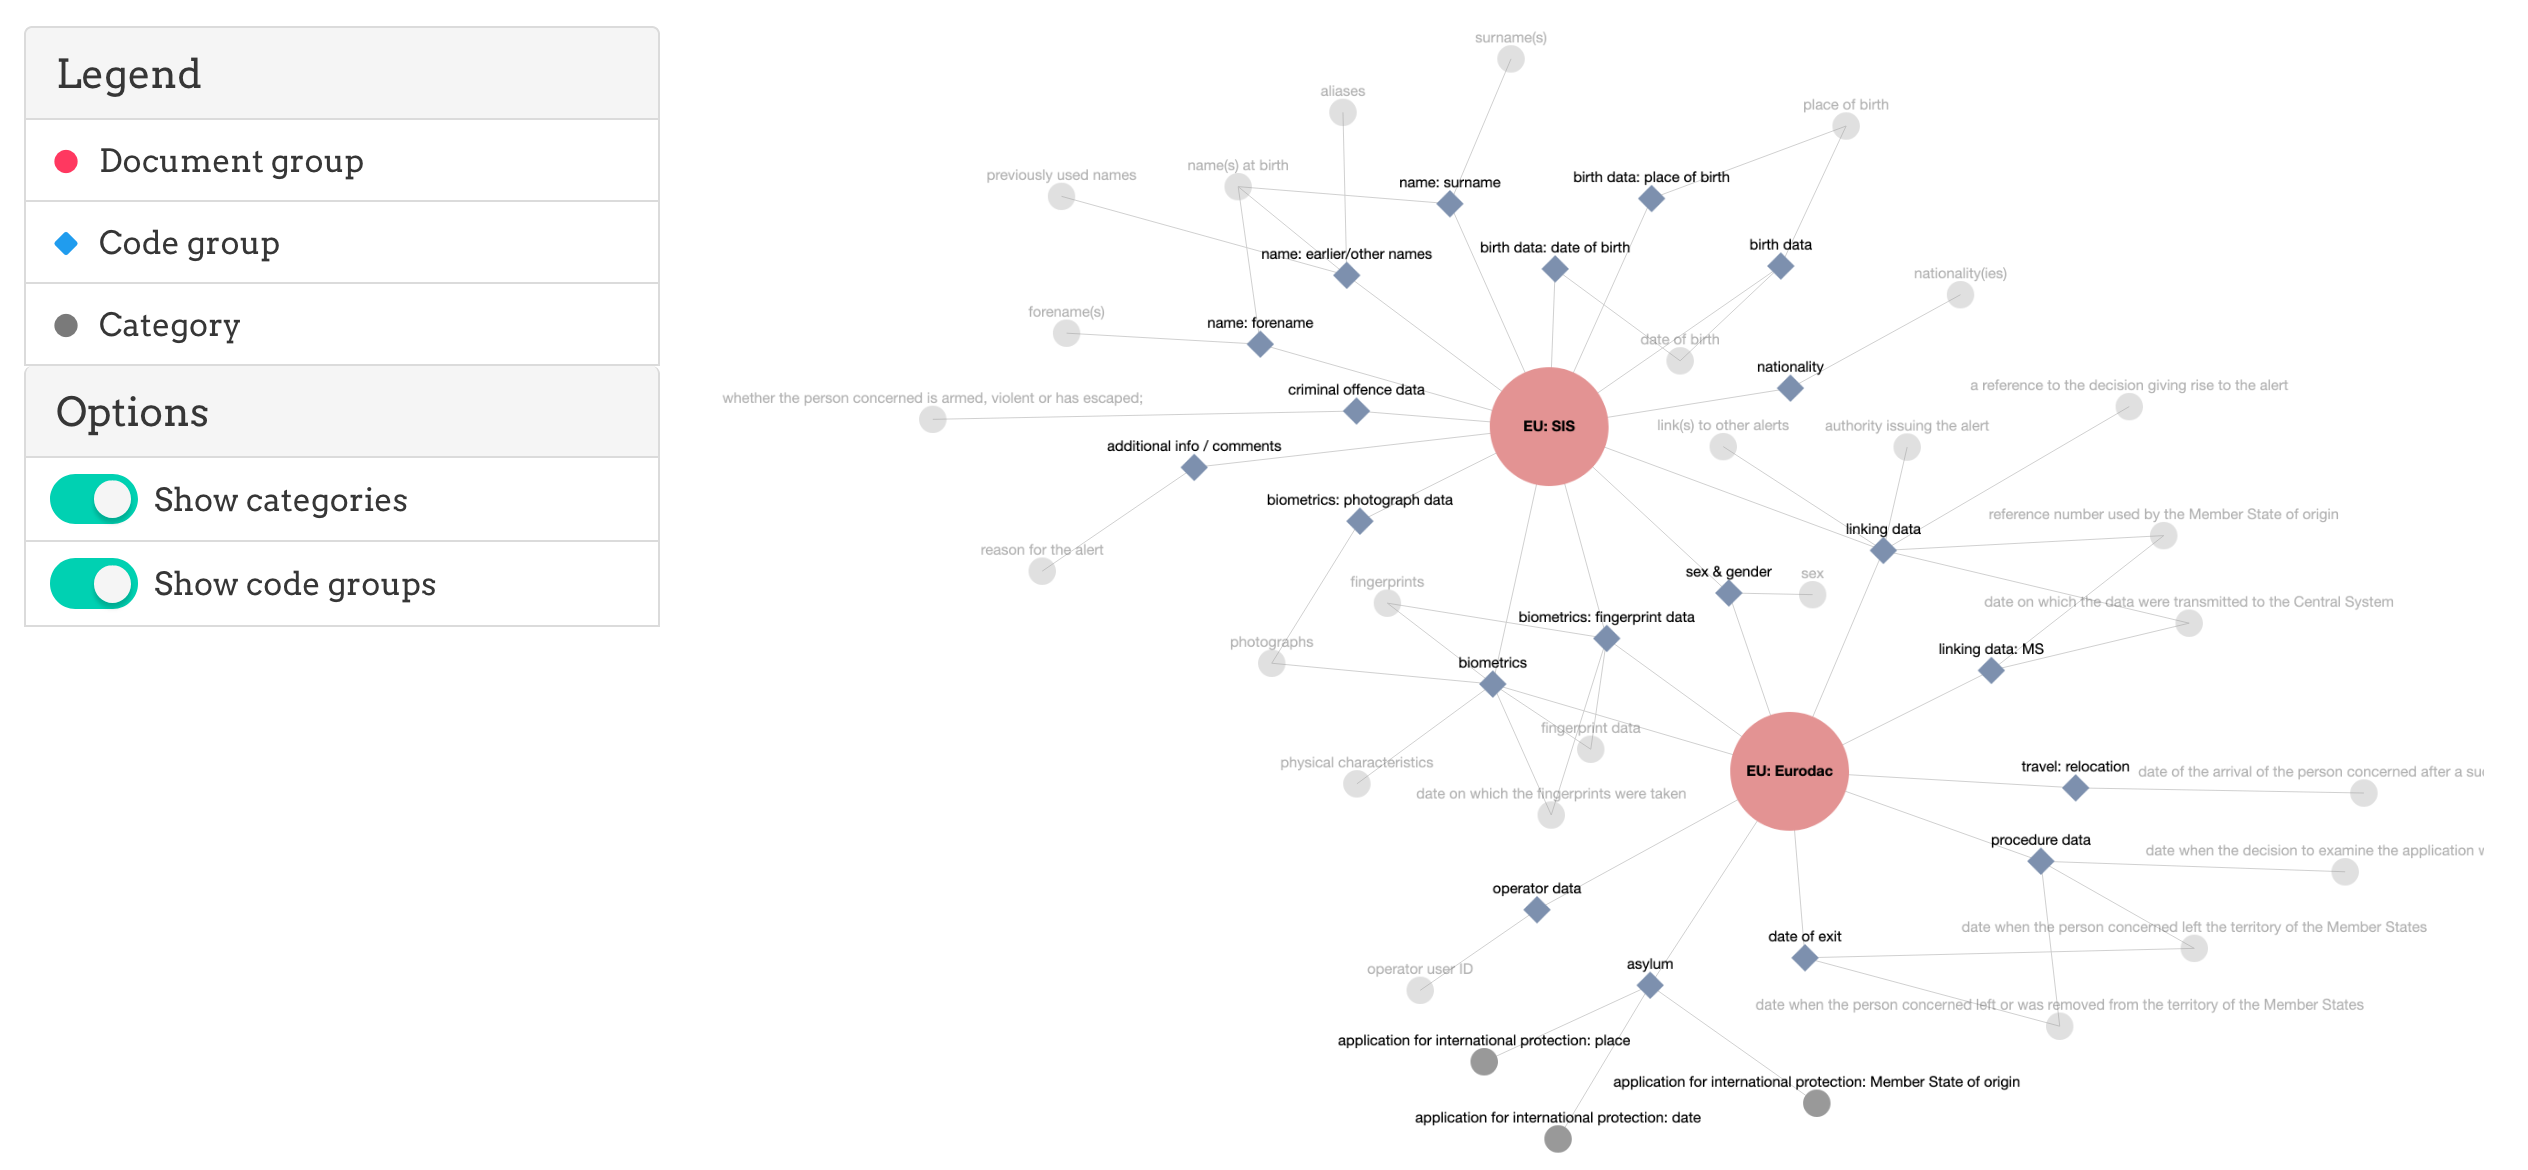 Legend
Document group
Code group
Category
Options
Show categories
Show code groups
surname(s)
aliases
place of birth
name(s) at birth
previously used names
name: surname
birth data: place of birth
birth data: date of birth
birth data
name: earlier/other names
nationality(ies)
forename(s)
name: forename
date of birth
nationality
criminal offence data
a reference to the decision giving rise to the alert
whether the person concerned is armed, violent or has escaped;
EU: SIS
link(s) to other alerts
authority issuing the alert
additional info / comments
biometrics: photograph data
reference number used by the Member State of origin
linking data
reason for the alert
sex & gender
sex
fingerprints
date on which the data were transmitted to the Central System
biometrics: fingerprint data
photographs
linking data: MS
biometrics
fingerprint data
physical characteristics
travel: relocation
EU: Eurodac
date of the arrival of the person concerned after a su
date on which the fingerprints were taken
procedure data
date when the decision to examine the application
operator data
date when the person concerned left the territory of the Member States
date of exit
asylum
operator user ID
date when the person concerned left or was removed from the territory of the Member States
application for international protection: place
application for international protection: Member State of origin
application for international protection: date